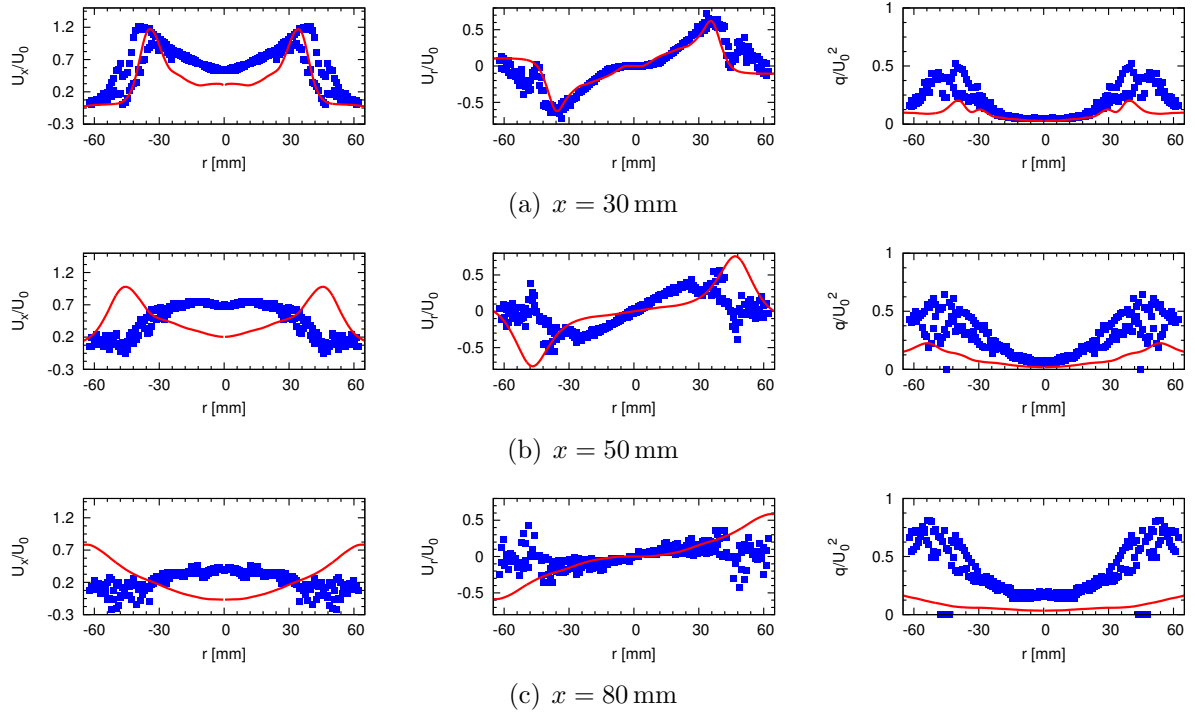 U_x/U_0
1.2
0.7
0.2
-0.3
-60 -30 0 30 60
r [mm]
U_r/U_0
0.5
0
-0.5
-60 -30 0 30 60
r [mm]
q/U_0^2
1
0.5
0
-60 -30 0 30 60
r [mm]
(a) x = 30 mm
U_x/U_0
1.2
0.7
0.2
-0.3
-60 -30 0 30 60
r [mm]
U_r/U_0
0.5
0
-0.5
-60 -30 0 30 60
r [mm]
q/U_0^2
1
0.5
0
-60 -30 0 30 60
r [mm]
(b) x = 50 mm
U_x/U_0
1.2
0.7
0.2
-0.3
-60 -30 0 30 60
r [mm]
U_r/U_0
0.5
0
-0.5
-60 -30 0 30 60
r [mm]
q/U_0^2
1
0.5
0
-60 -30 0 30 60
r [mm]
(c) x = 80 mm